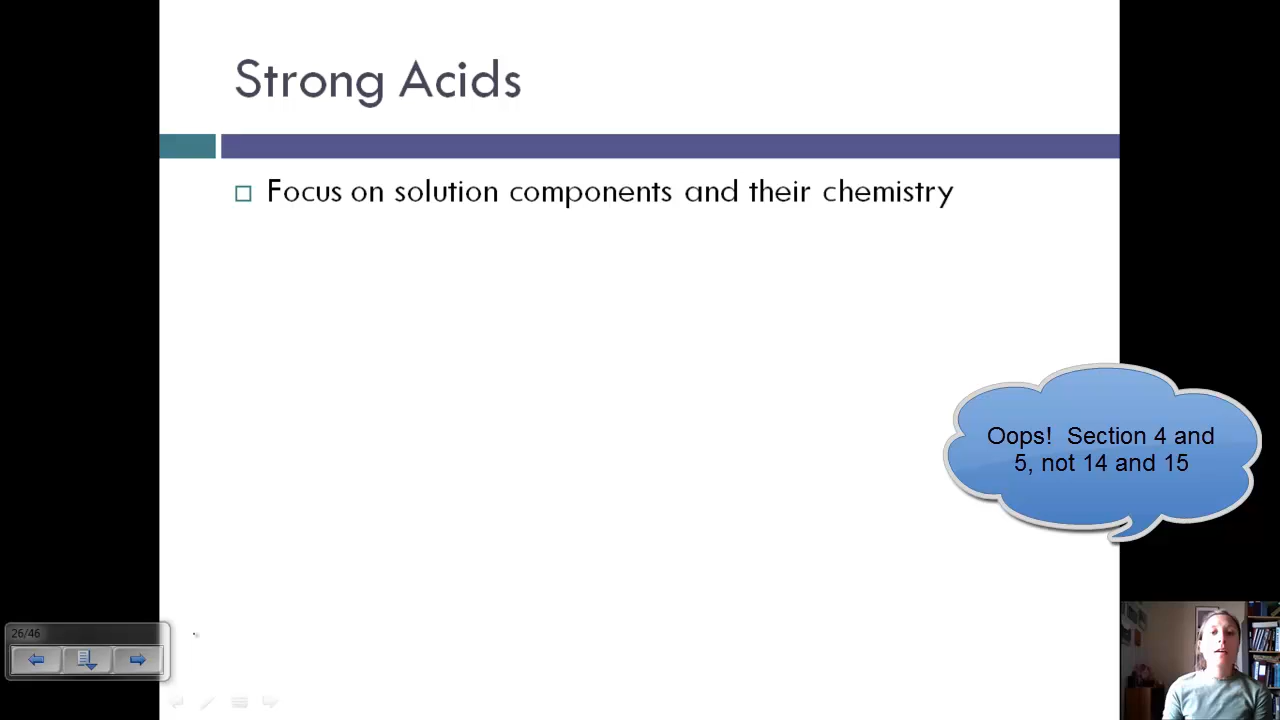 Strong Acids
Focus on solution components and their chemistry
Oops!  Section 4 and
5, not 14 and 15
26/46